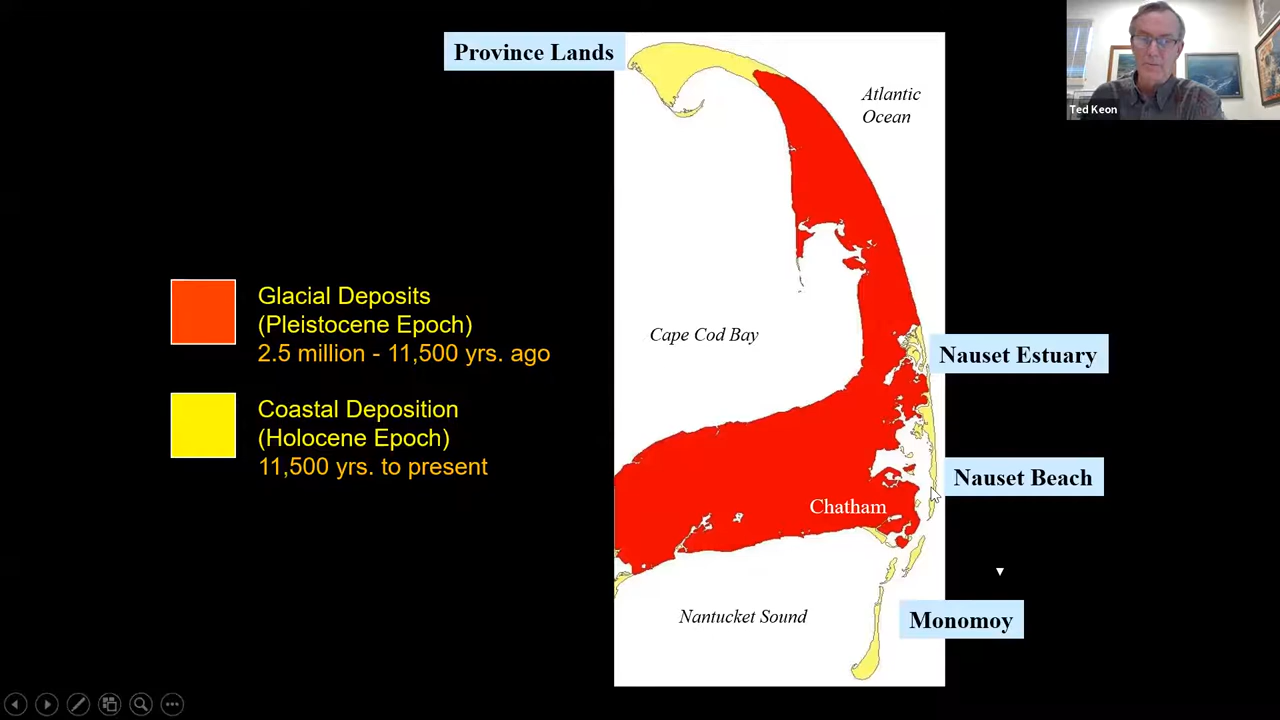 Province Lands
Atlantic
Ocean
Ted Keon
Glacial Deposits
(Pleistocene Epoch)
2.5 million - 11,500 yrs. ago
Cape Cod Bay
Nauset Estuary
Coastal Deposition
(Holocene Epoch)
11,500 yrs. to present
Nauset Beach
Chatham
Nantucket Sound
Monomoy